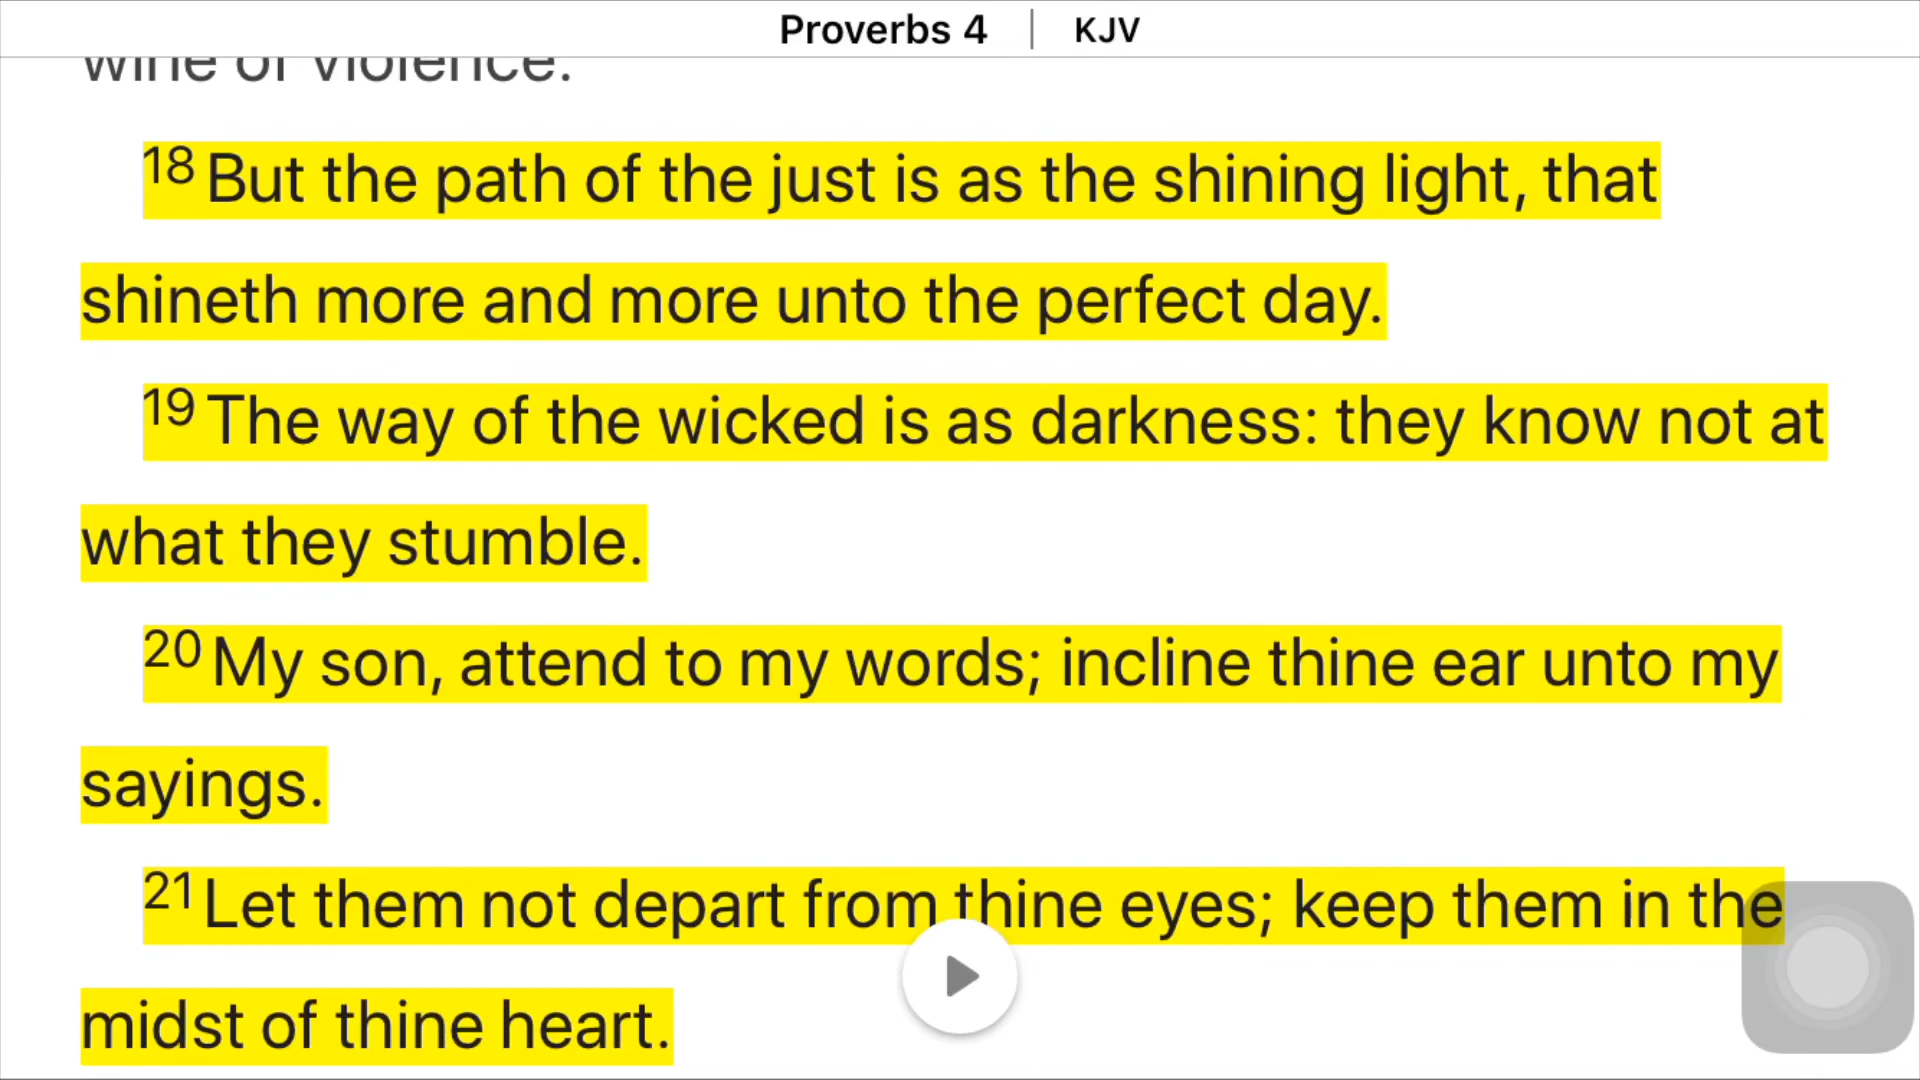 Proverbs 4 | KJV
wine of violence.
18 But the path of the just is as the shining light, that
shineth more and more unto the perfect day.
19 The way of the wicked is as darkness: they know not at
what they stumble.
20 My son, attend to my words; incline thine ear unto my
sayings.
21 Let them not depart from thine eyes; keep them in the
midst of thine heart.